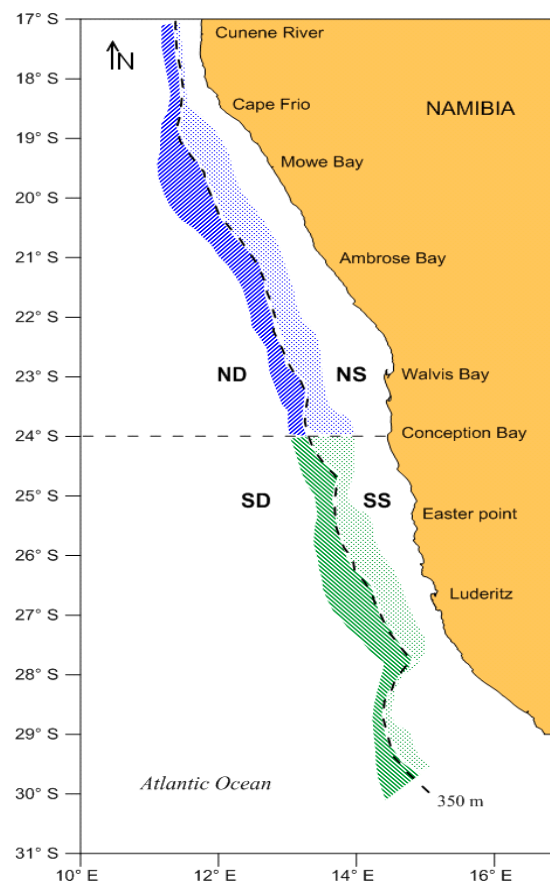 17° S
Cunene River
N
18° S
Cape Frio
NAMIBIA
19° S
Mowe Bay
20° S
21° S
Ambrose Bay
22° S
23° S
ND
NS
Walvis Bay
24° S
Conception Bay
25° S
SD
SS
Easter point
26° S
27° S
Luderitz
28° S
29° S
30° S
Atlantic Ocean
350 m
31° S
10° E
12° E
14° E
16° E